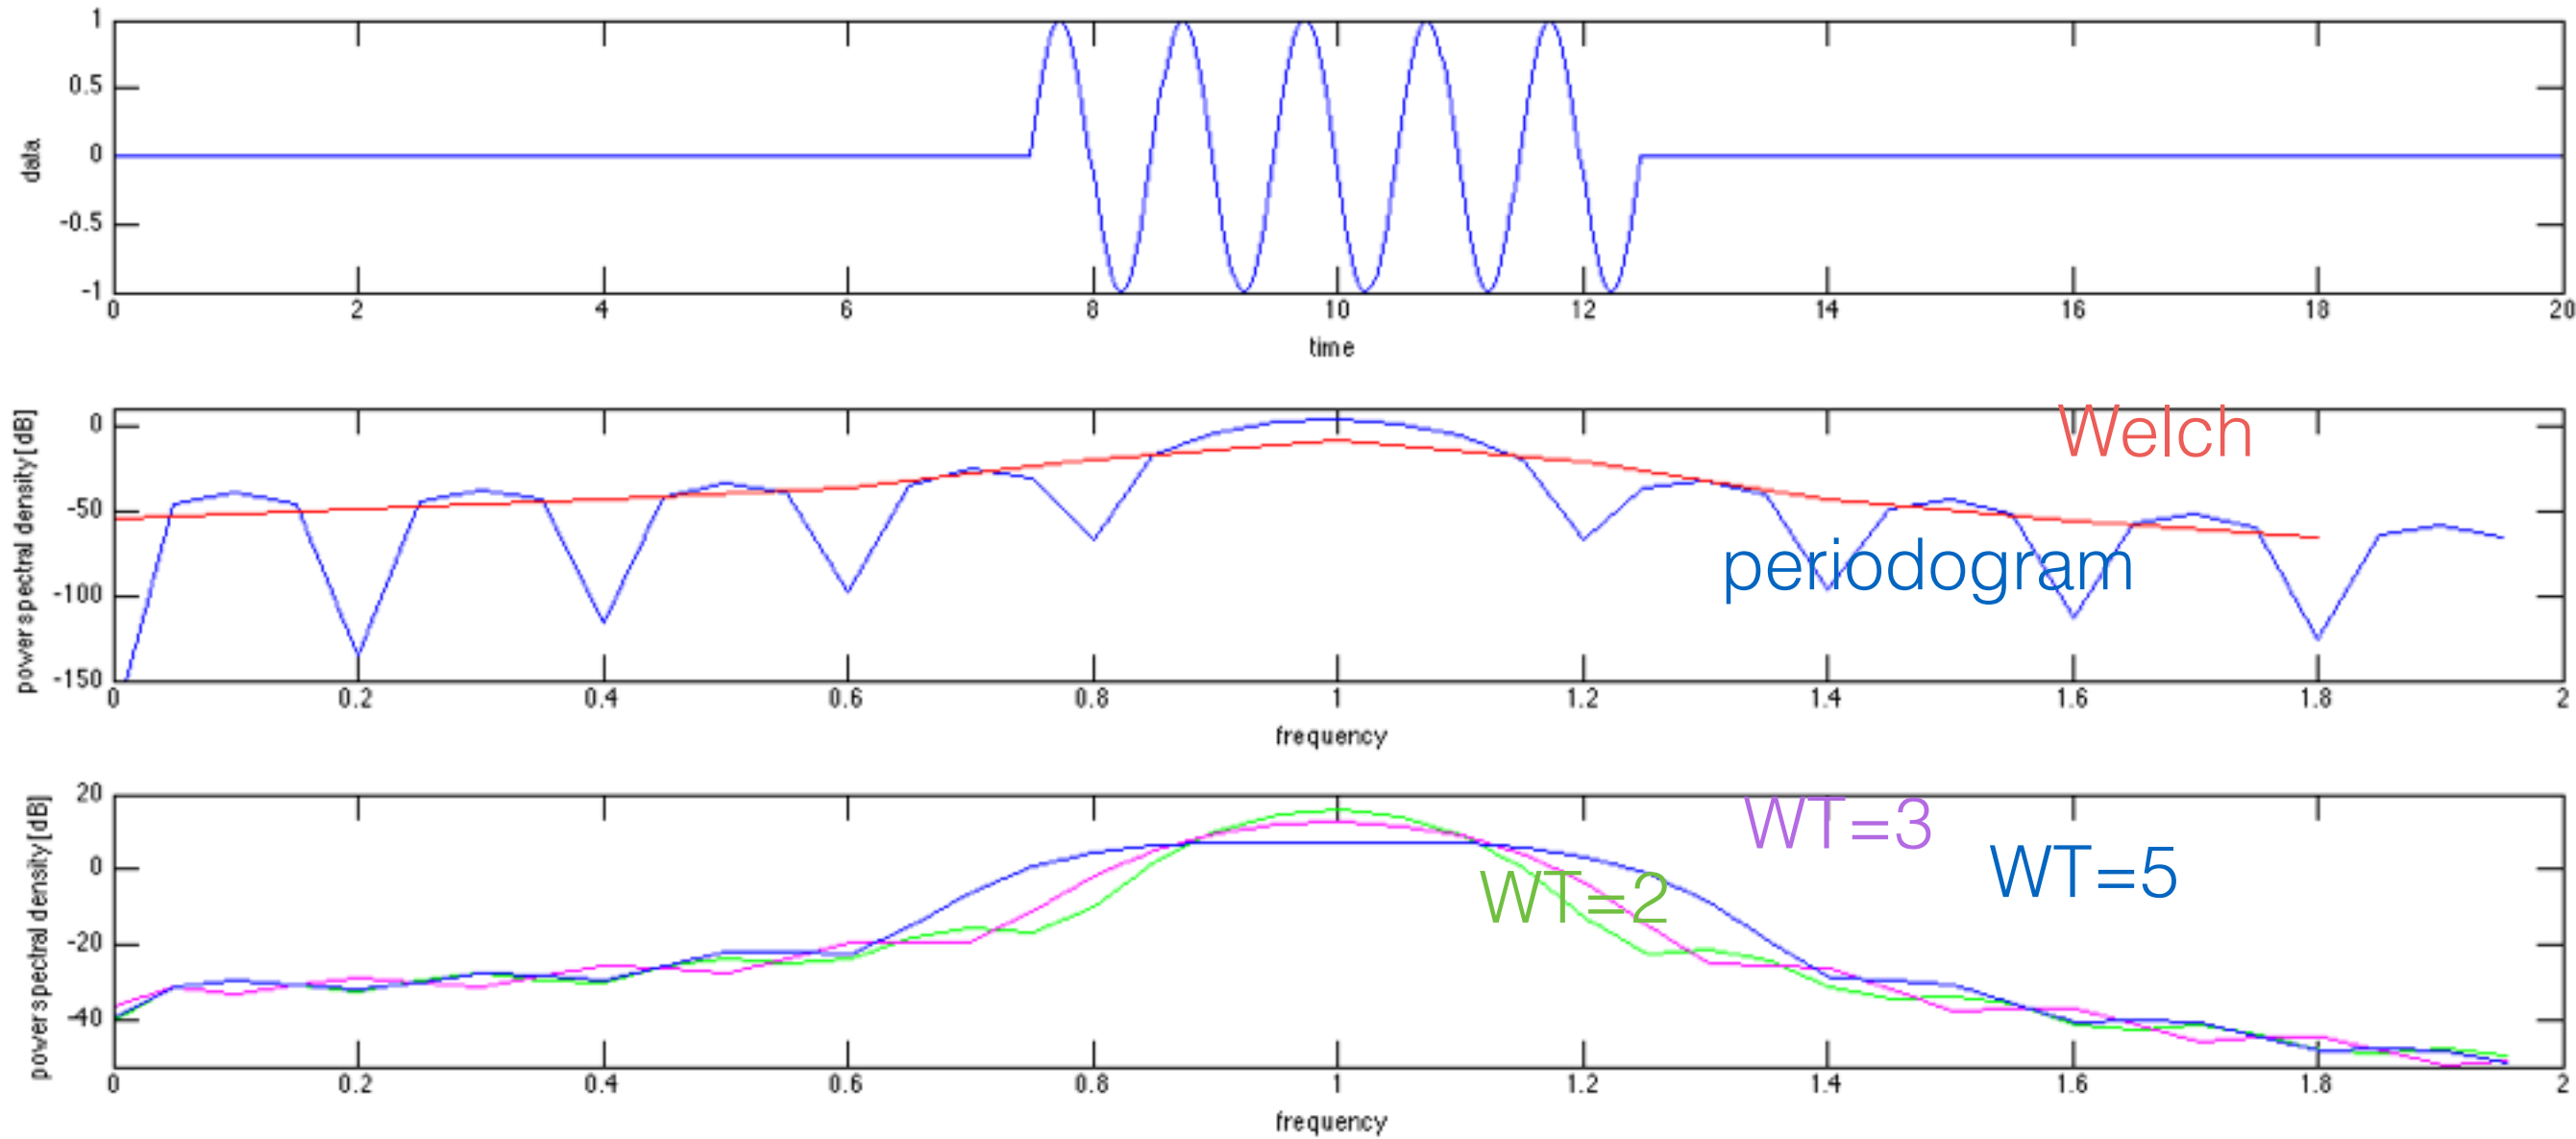 1
0.5
0
-0.5
-1
data
0 2 4 6 8 10 12 14 16 18 20
time
0
-50
-100
-150
power spectral density[dB]
Welch
periodogram
0 0.2 0.4 0.6 0.8 1 1.2 1.4 1.6 1.8 2
frequency
20
0
-20
-40
power spectral density[dB]
WT=3
WT=5
WT=2
0 0.2 0.4 0.6 0.8 1 1.2 1.4 1.6 1.8 2
frequency